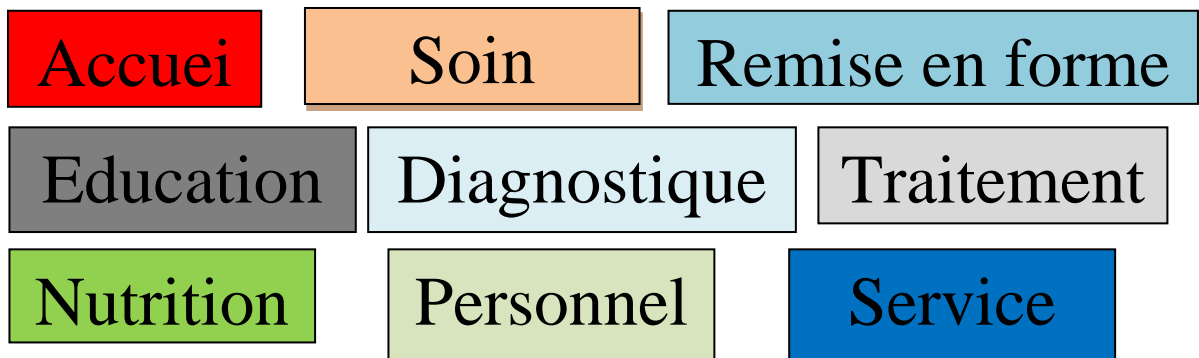 Accuei
Soin
Remise en forme
Education
Diagnostique
Traitement
Nutrition
Personnel
Service